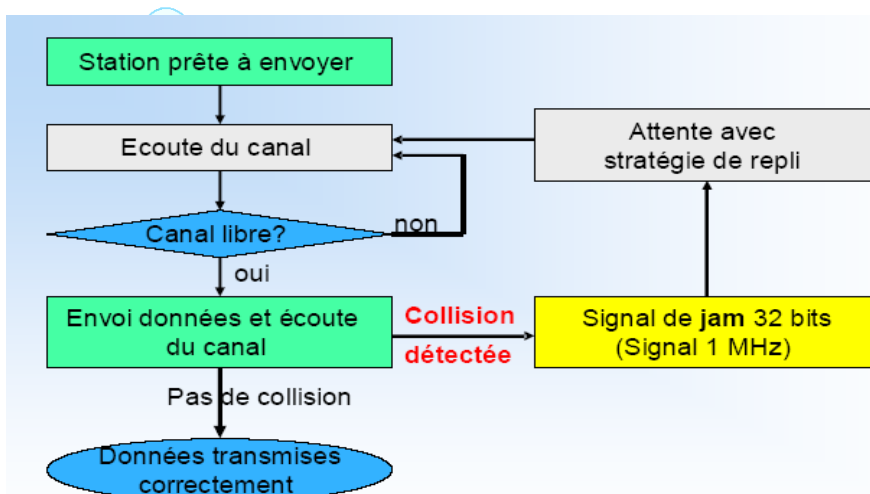 Station prête à envoyer
Ecoute du canal
Attente avec
stratégie de repli
Canal libre?
non
oui
Envoi données et écoute
du canal
Collision
détectée
Signal de jam 32 bits
(Signal 1 MHz)
Pas de collision
Données transmises
correctement